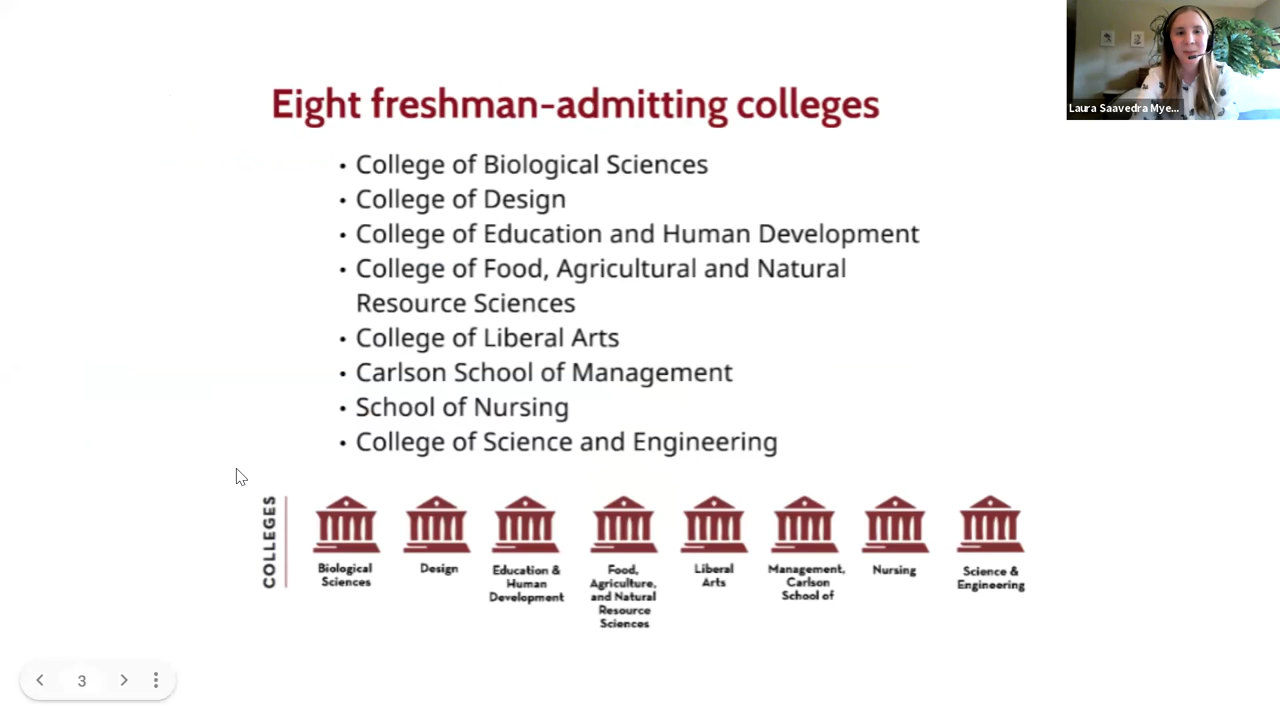 Eight freshman-admitting colleges
• College of Biological Sciences
• College of Design
• College of Education and Human Development
• College of Food, Agricultural and Natural
Resource Sciences
• College of Liberal Arts
• Carlson School of Management
• School of Nursing
• College of Science and Engineering
COLLEGES
Biological
Sciences
Design
Education &
Human
Development
Food,
Agriculture,
and Natural
Resource
Sciences
Liberal
Arts
Management,
Carlson
School of
Nursing
Science &
Engineering
Laura Saavedra Mye...
3